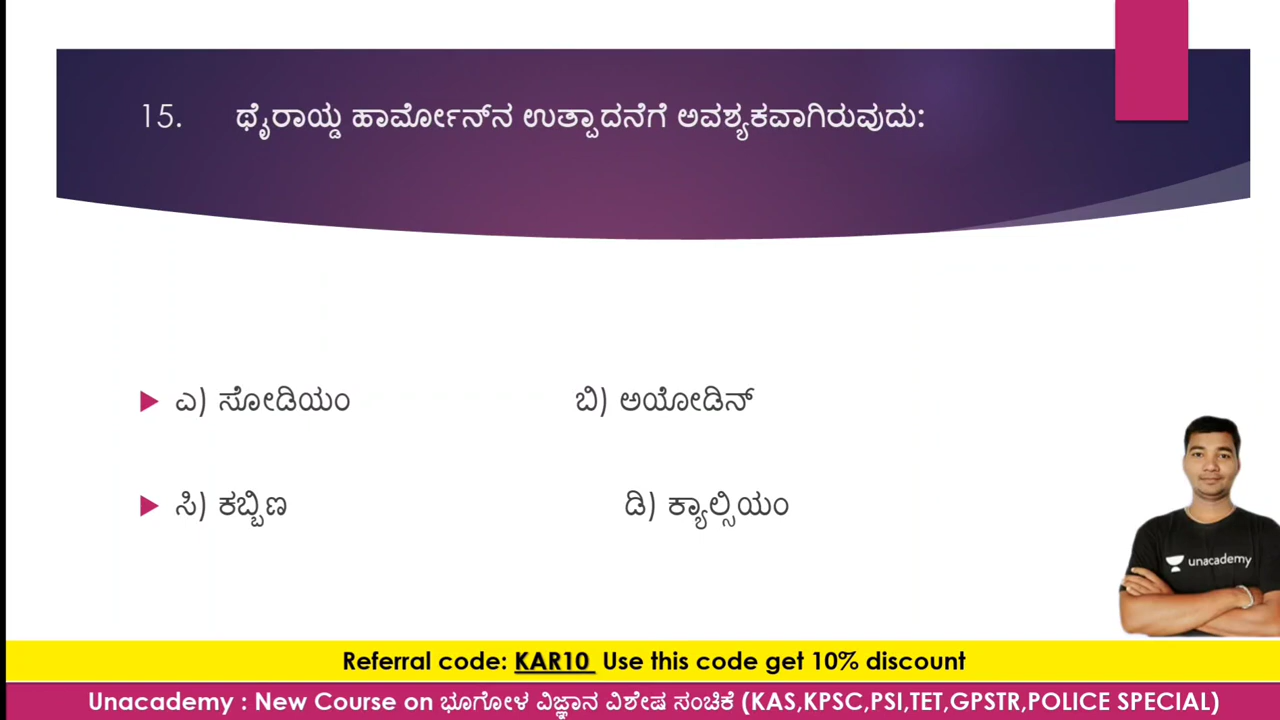 15. ಥೈರಾಯ್ಡ ಹಾರ್ಮೋನ್‌ನ ಉತ್ಪಾದನೆಗೆ ಅವಶ್ಯಕವಾಗಿರುವುದು:
ಎ) ಸೋಡಿಯಂ ಬಿ) ಅಯೋಡಿನ್
ಸಿ) ಕಬ್ಬಿಣ ಡಿ) ಕ್ಯಾಲ್ಸಿಯಂ
unacademy
Referral code: KAR10 Use this code get 10% discount
Unacademy : New Course on ಭೂಗೋಳ ವಿಜ್ಞಾನ ವಿಶೇಷ ಸಂಚಿಕೆ (KAS,KPSC,PSI,TET,GPSTR,POLICE SPECIAL)